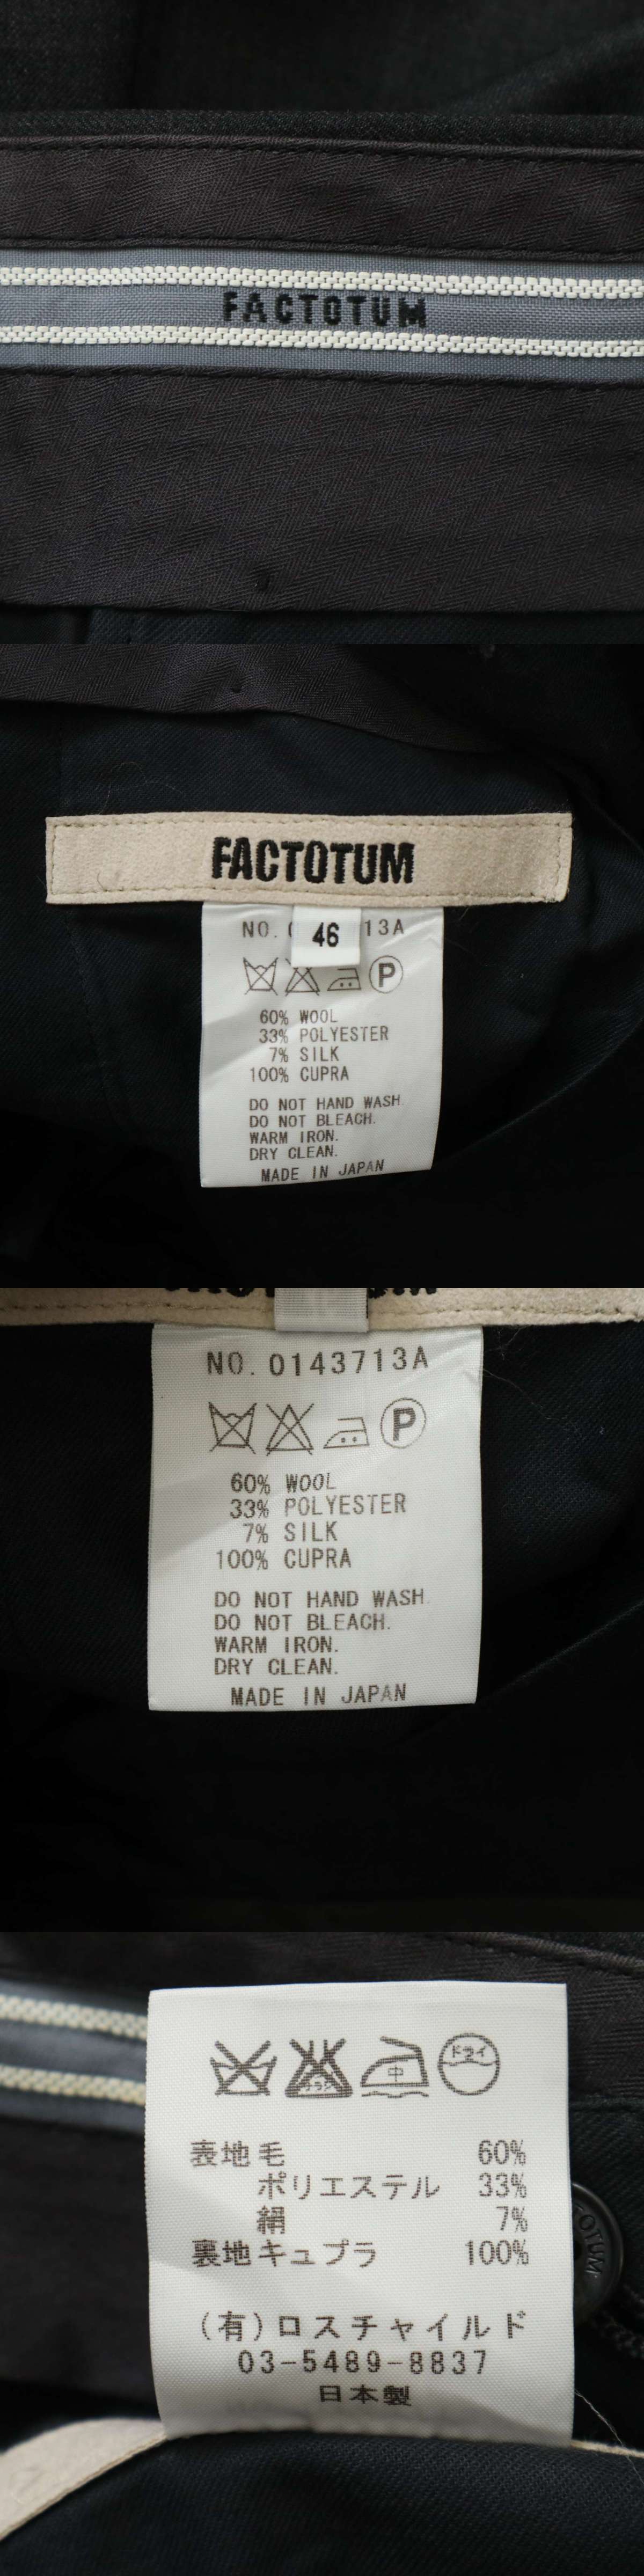 FACTOTUM
FACTOTUM
NO. 13A
46
P
60% WOOL
33% POLYESTER
7% SILK
100% CUPRA
DO NOT HAND WASH.
DO NOT BLEACH.
WARM IRON.
DRY CLEAN.
MADE IN JAPAN
NO. 0143713A
P
60% WOOL
33% POLYESTER
7% SILK
100% CUPRA
DO NOT HAND WASH.
DO NOT BLEACH.
WARM IRON.
DRY CLEAN.
MADE IN JAPAN
中 ドライ
表地 毛 60%
ポリエステル 33%
絹 7%
裏地 キュプラ 100%
TOTUM
(有)ロスチャイルド
03-5489-8837
日本製